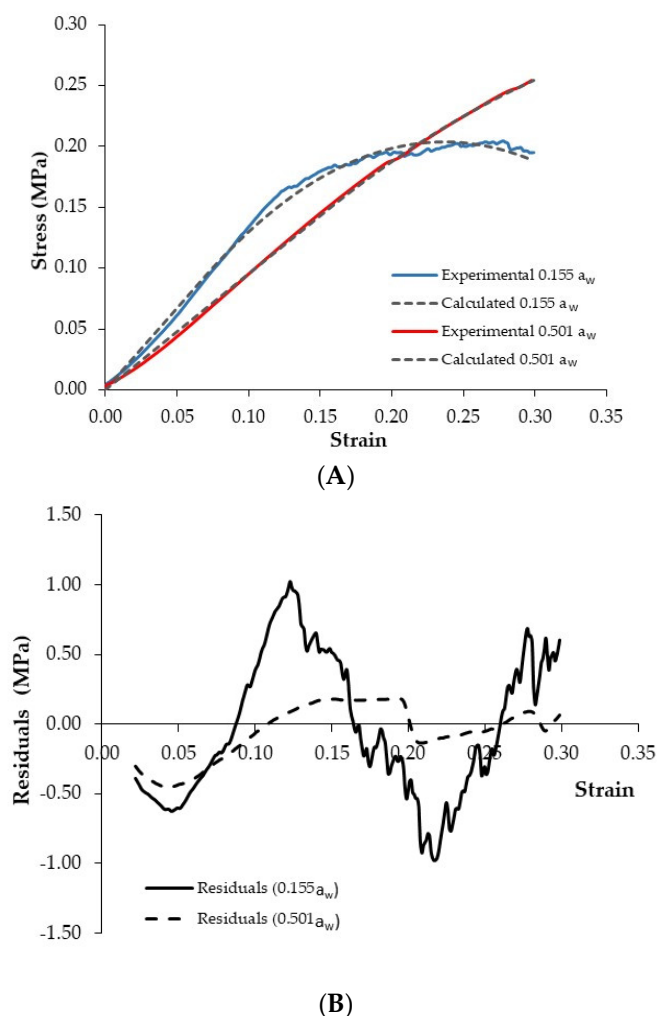 0.30
0.25
0.20
0.15
0.10
0.05
0.00
Stress (MPa)
Experimental 0.155 aw
Calculated 0.155 aw
Experimental 0.501 aw
Calculated 0.501 aw
0.00 0.05 0.10 0.15 0.20 0.25 0.30 0.35
Strain
(A)
1.50
1.00
0.50
0.00
-0.50
-1.00
-1.50
Residuals (MPa)
0.00 0.05 0.10 0.15 0.20 0.25 0.30 0.35
Strain
Residuals (0.155aw)
Residuals (0.501aw)
(B)